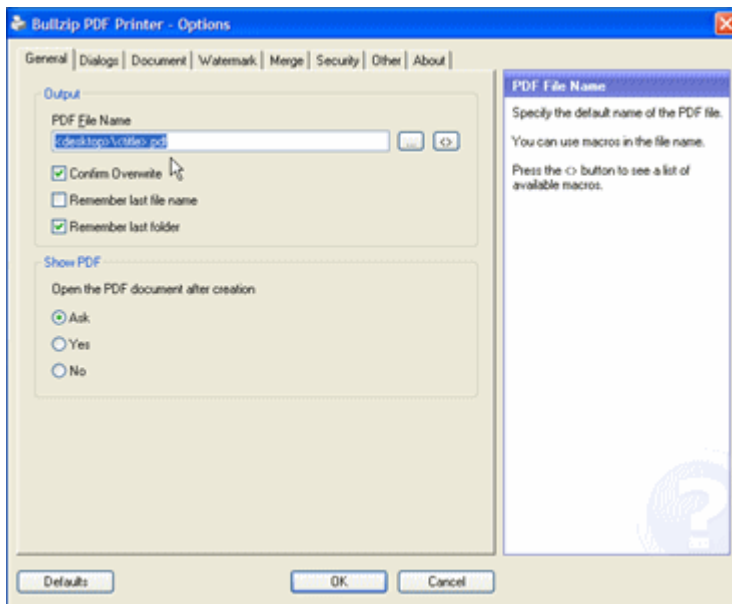 Bullzip PDF Printer - Options
General Dialogs Document Watermark Merge Security Other About
Output
PDF File Name
<desktop>\<title>.pdf
... <>
Confirm Overwrite
Remember last file name
Remember last folder
Show PDF
Open the PDF document after creation
Ask
Yes
No
PDF File Name
Specify the default name of the PDF file.
You can use macros in the file name.
Press the <> button to see a list of
available macros.
Defaults OK Cancel